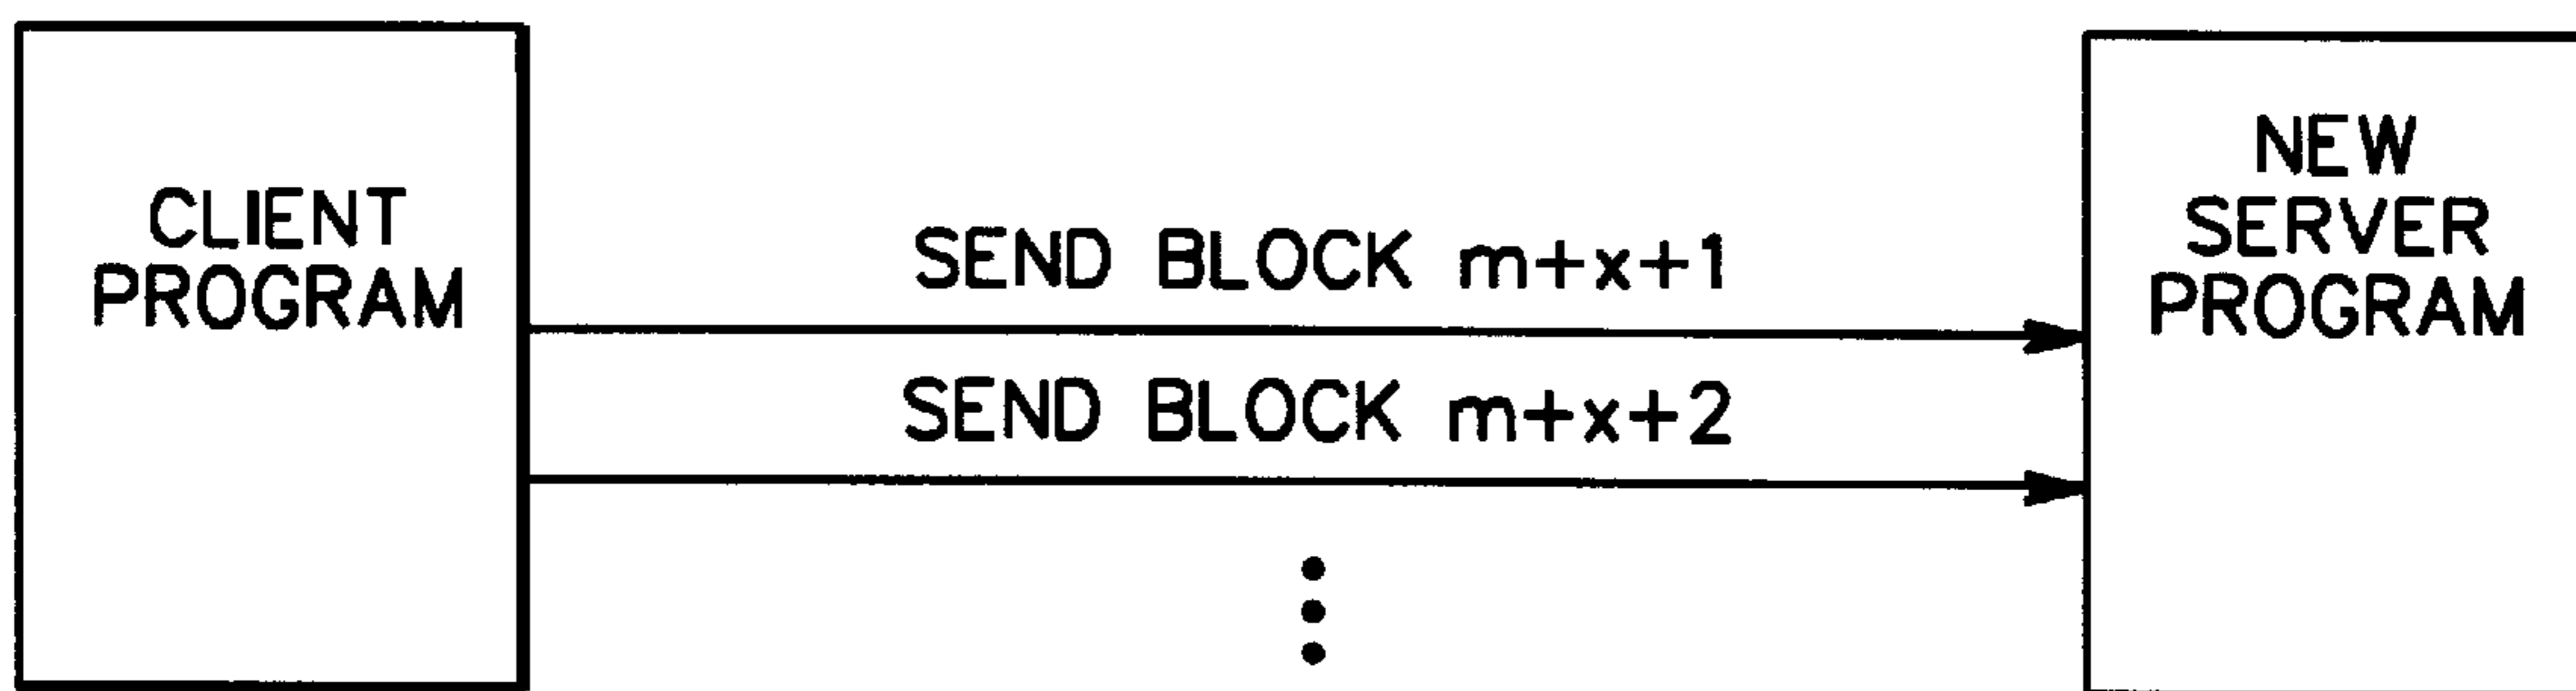 CLIENT
PROGRAM
SEND BLOCK m+x+1
SEND BLOCK m+x+2
NEW
SERVER
PROGRAM